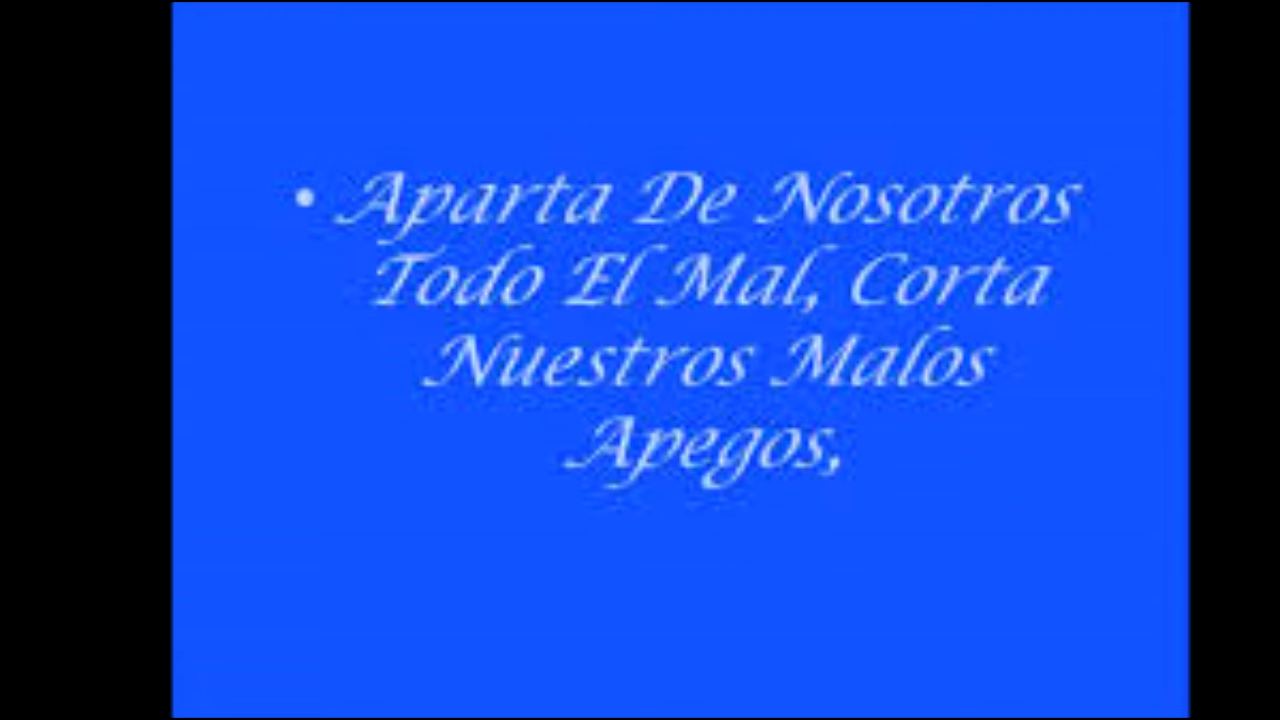 • Aparta De Nosotros
Todo El Mal, Corta
Nuestros Malos
Apegos,